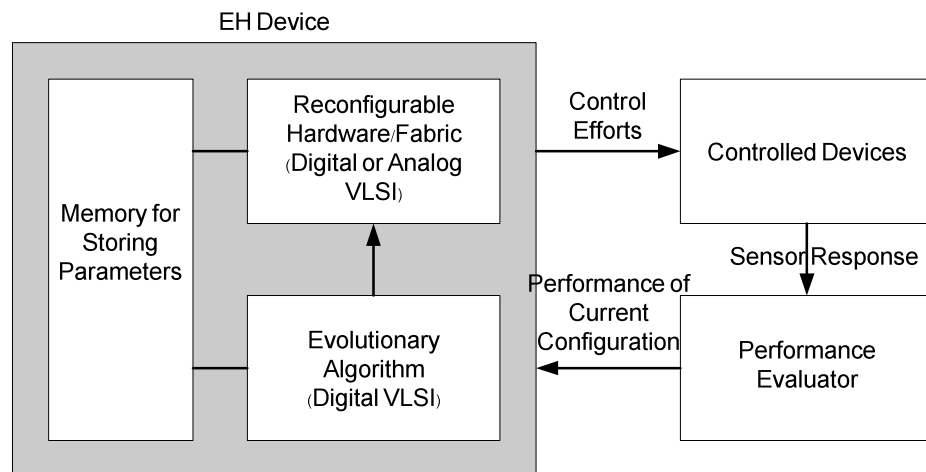 EH Device
Memory for
Storing
Parameters
Reconfigurable
Hardware/Fabric
(Digital or Analog
VLSI)
Evolutionary
Algorithm
(Digital VLSI)
Control
Efforts
Controlled Devices
Sensor Response
Performance of
Current
Configuration
Performance
Evaluator